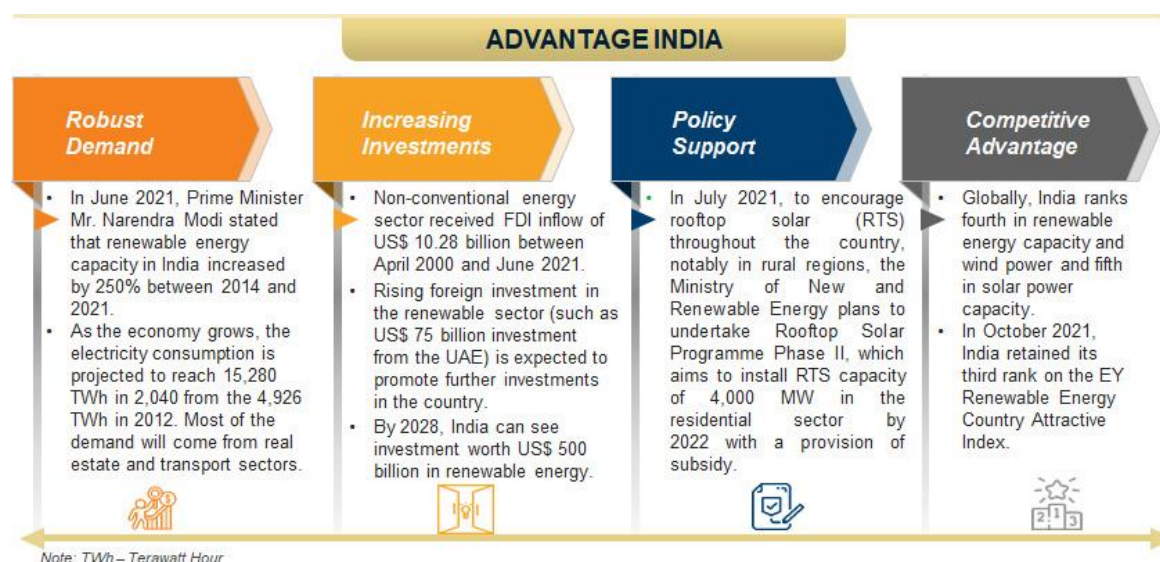 ADVANTAGE INDIA
Robust
Demand
• In June 2021, Prime Minister
Mr. Narendra Modi stated
that renewable energy
capacity in India increased
by 250% between 2014 and
2021.
• As the economy grows, the
electricity consumption is
projected to reach 15,280
TWh in 2,040 from the 4,926
TWh in 2012. Most of the
demand will come from real
estate and transport sectors.
Increasing
Investments
• Non-conventional energy
sector received FDI inflow of
US$ 10.28 billion between
April 2000 and June 2021.
• Rising foreign investment in
the renewable sector (such as
US$ 75 billion investment
from the UAE) is expected to
promote further investments
in the country.
• By 2028, India can see
investment worth US$ 500
billion in renewable energy.
Policy
Support
• In July 2021, to encourage
rooftop solar (RTS)
throughout the country,
notably in rural regions, the
Ministry of New and
Renewable Energy plans to
undertake Rooftop Solar
Programme Phase II, which
aims to install RTS capacity
of 4,000 MW in the
residential sector by
2022 with a provision of
subsidy.
Competitive
Advantage
• Globally, India ranks
fourth in renewable
energy capacity and
wind power and fifth
in solar power
capacity.
• In October 2021,
India retained its
third rank on the EY
Renewable Energy
Country Attractive
Index.
2 1 3
Note: TWh – Terawatt Hour